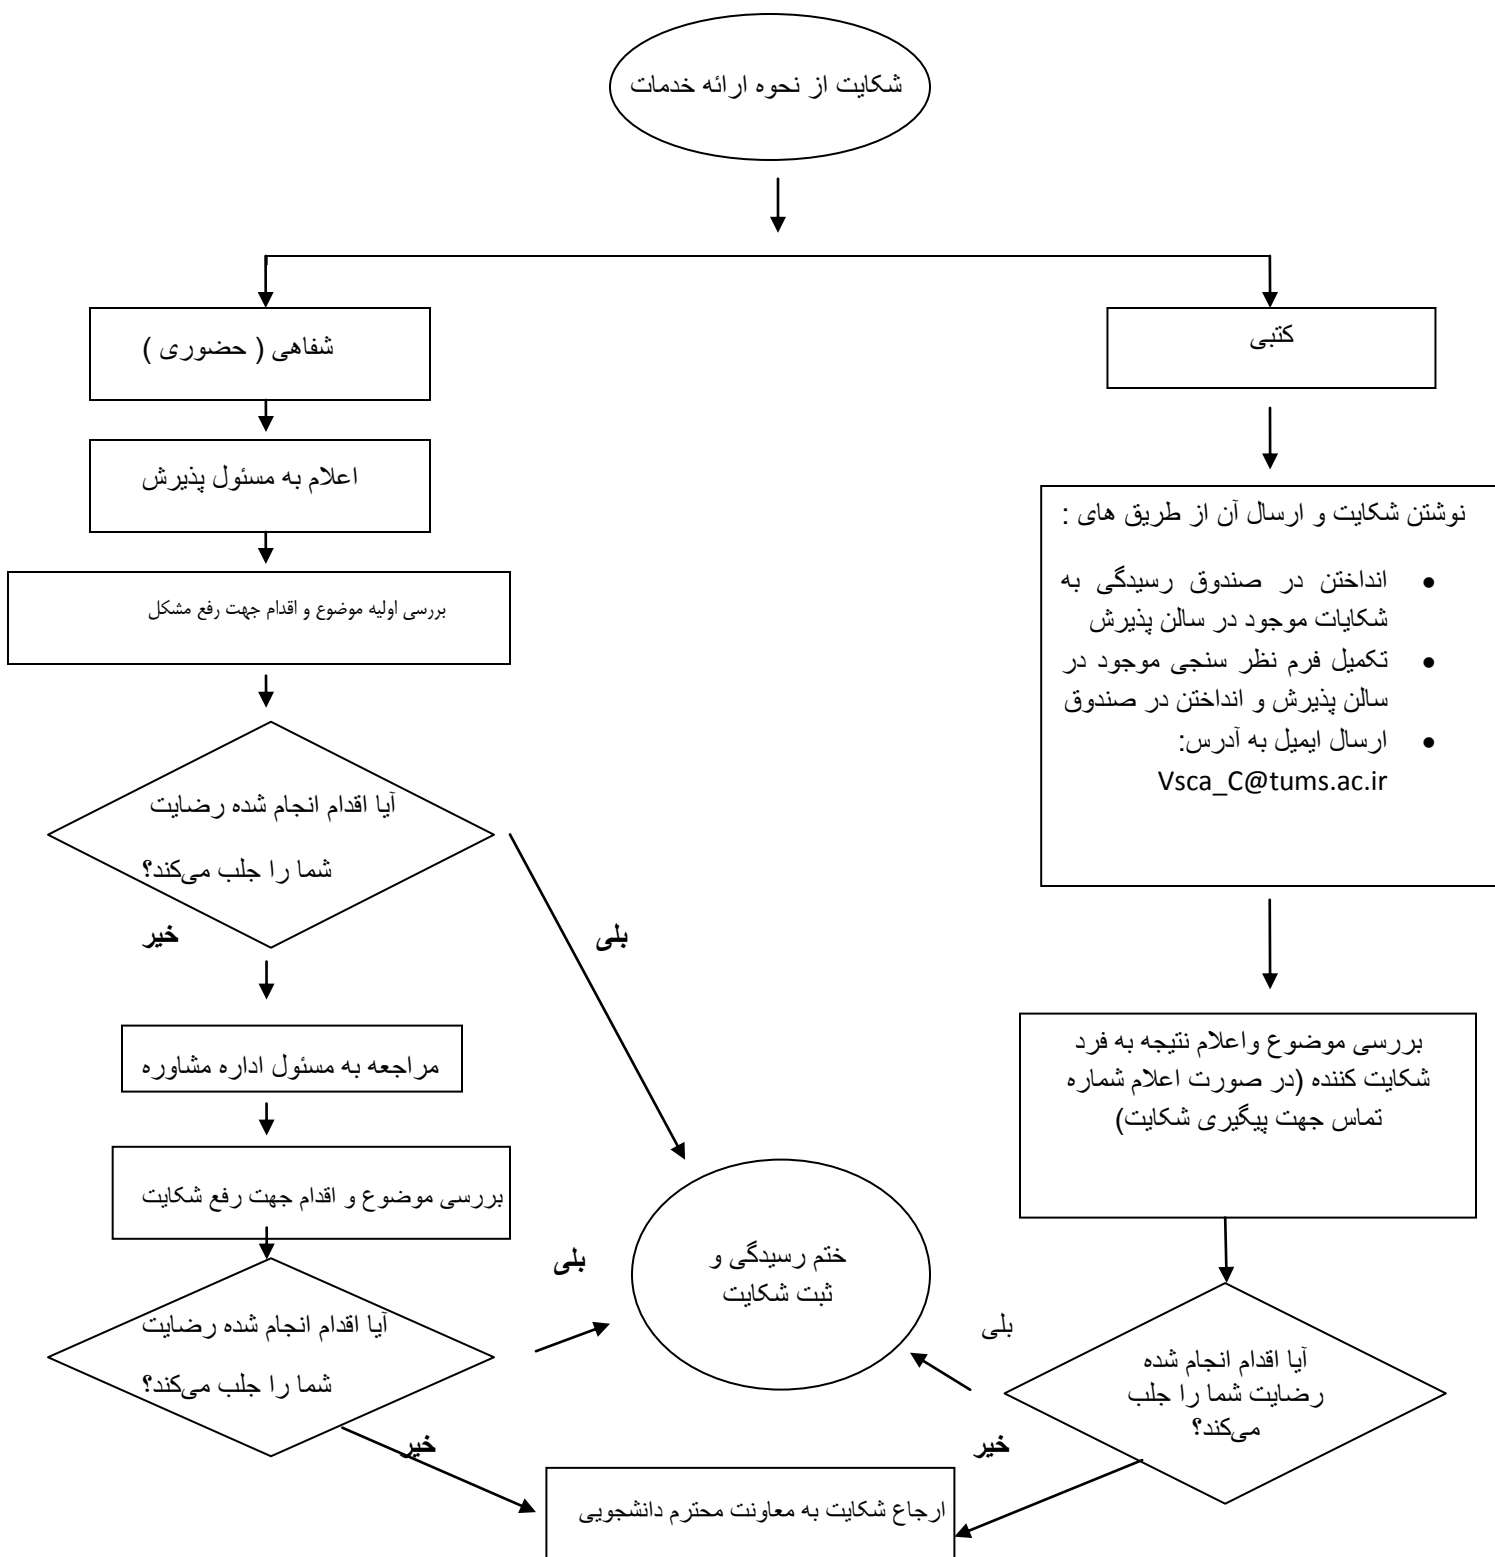 شکایت از نحوه ارائه خدمات
کتبی
نوشتن شکایت و ارسال آن از طریق های :
• انداختن در صندوق رسیدگی به
شکایات موجود در سالن پذیرش
• تکمیل فرم نظر سنجی موجود در
سالن پذیرش و انداختن در صندوق
• ارسال ایمیل به آدرس:
Vsca_C@tums.ac.ir
بررسی موضوع واعلام نتیجه به فرد
شکایت کننده (در صورت اعلام شماره
تماس جهت پیگیری شکایت)
آیا اقدام انجام شده
رضایت شما را جلب
می‌کند؟
بلی
خیر
شفاهی ( حضوری )
اعلام به مسئول پذیرش
بررسی اولیه موضوع و اقدام جهت رفع مشکل
آیا اقدام انجام شده رضایت
شما را جلب می‌کند؟
بلی
خیر
مراجعه به مسئول اداره مشاوره
بررسی موضوع و اقدام جهت رفع شکایت
آیا اقدام انجام شده رضایت
شما را جلب می‌کند؟
بلی
خیر
ختم رسیدگی و
ثبت شکایت
ارجاع شکایت به معاونت محترم دانشجویی